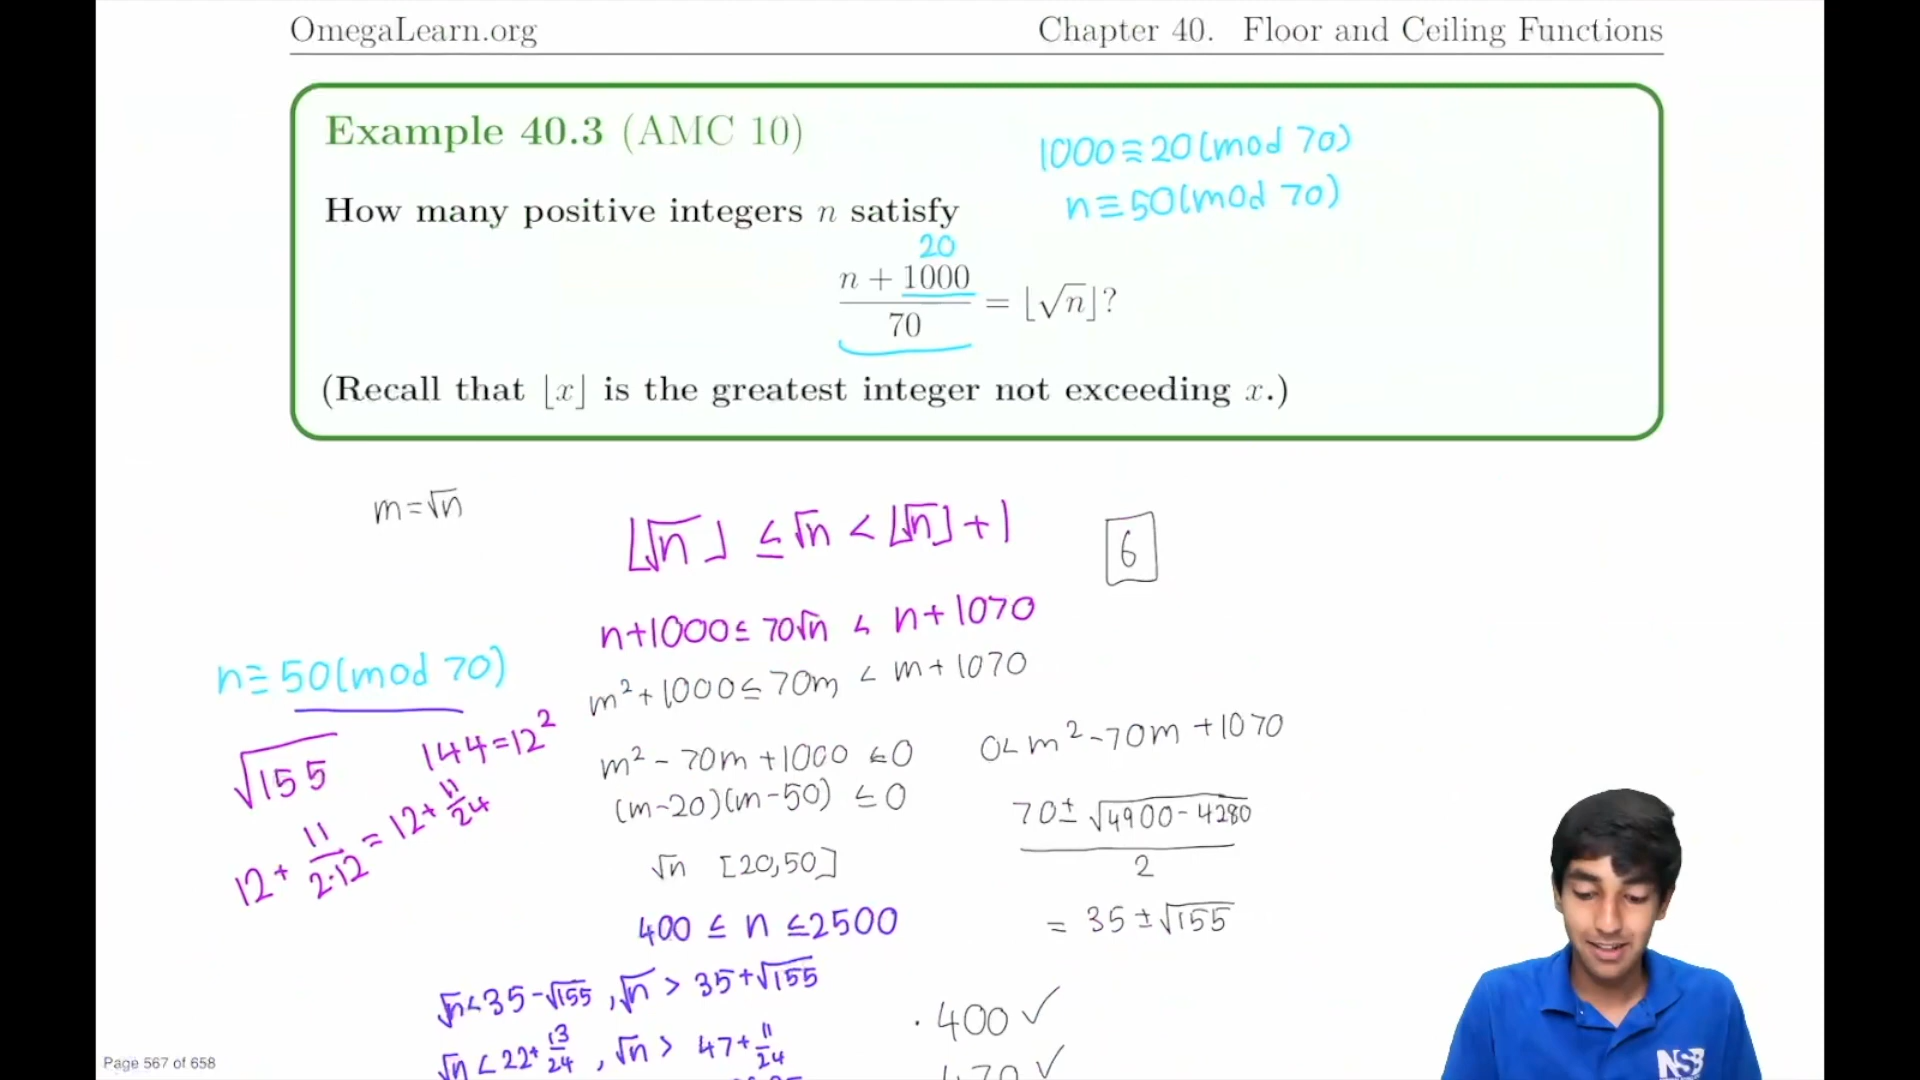 OmegaLearn.org Chapter 40. Floor and Ceiling Functions
Example 40.3 (AMC 10)
1000≡20(mod 70)
n≡50(mod 70)
How many positive integers n satisfy
20
n + 1000
70
= ⌊√n⌋?
(Recall that ⌊x⌋ is the greatest integer not exceeding x.)
m=√n
⌊√n⌋ ≤ √n < ⌊√n⌋+1
6
n+1000≤ 70√n < n+1070
m²+1000≤70m < m+1070
n≡50(mod 70)
√155
144=12²
12+ 11/2·12 = 12+ 11/24
m²-70m+1000≤0
(m-20)(m-50) ≤0
√n [20,50]
400 ≤ n ≤2500
√n<35-√155, √n > 35+√155
√n<22+13/24, √n > 47+11/24
0<m²-70m+1070
70±√4900-4280
2
= 35±√155
·400 ✓
470 ✓
Page 567 of 658
NSB